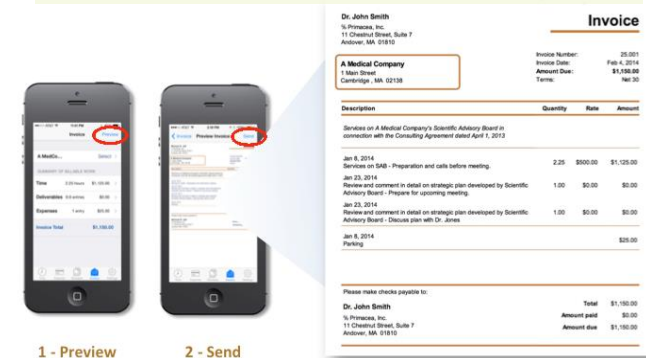 Dr. John Smith
% Primacea, Inc.
11 Chestnut Street, Suite 7
Andover, MA 01810
Invoice
A Medical Company
1 Main Street
Cambridge , MA 02138
Invoice Number: 25.001
Invoice Date: Feb 4, 2014
Amount Due: $1,150.00
Terms: Net 30
Description Quantity Rate Amount
Services on A Medical Company's Scientific Advisory Board in
connection with the Consulting Agreement dated April 1, 2013
Jan 8, 2014
Services on SAB - Preparation and calls before meeting. 2.25 $500.00 $1,125.00
Jan 23, 2014
Review and comment in detail on strategic plan developed by Scientific 1.00 $0.00 $0.00
Advisory Board - Prepare for upcoming meeting.
Jan 23, 2014
Review and comment in detail on strategic plan developed by Scientific 1.00 $0.00 $0.00
Advisory Board - Discuss plan with Dr. Jones
Jan 8, 2014
Parking $25.00
Please make checks payable to:
Dr. John Smith
% Primacea, Inc.
11 Chestnut Street, Suite 7
Andover, MA 01810
Total $1,150.00
Amount paid $0.00
Amount due $1,150.00
Invoice Preview
A MedCo... Select
SUMMARY OF BILLABLE WORK
Time 2.25 hours $1,125.00
Deliverables $0.00
Expenses 1 entry $25.00
Invoice Total $1,150.00
Invoice Preview Invoice Send
1 - Preview
2 - Send